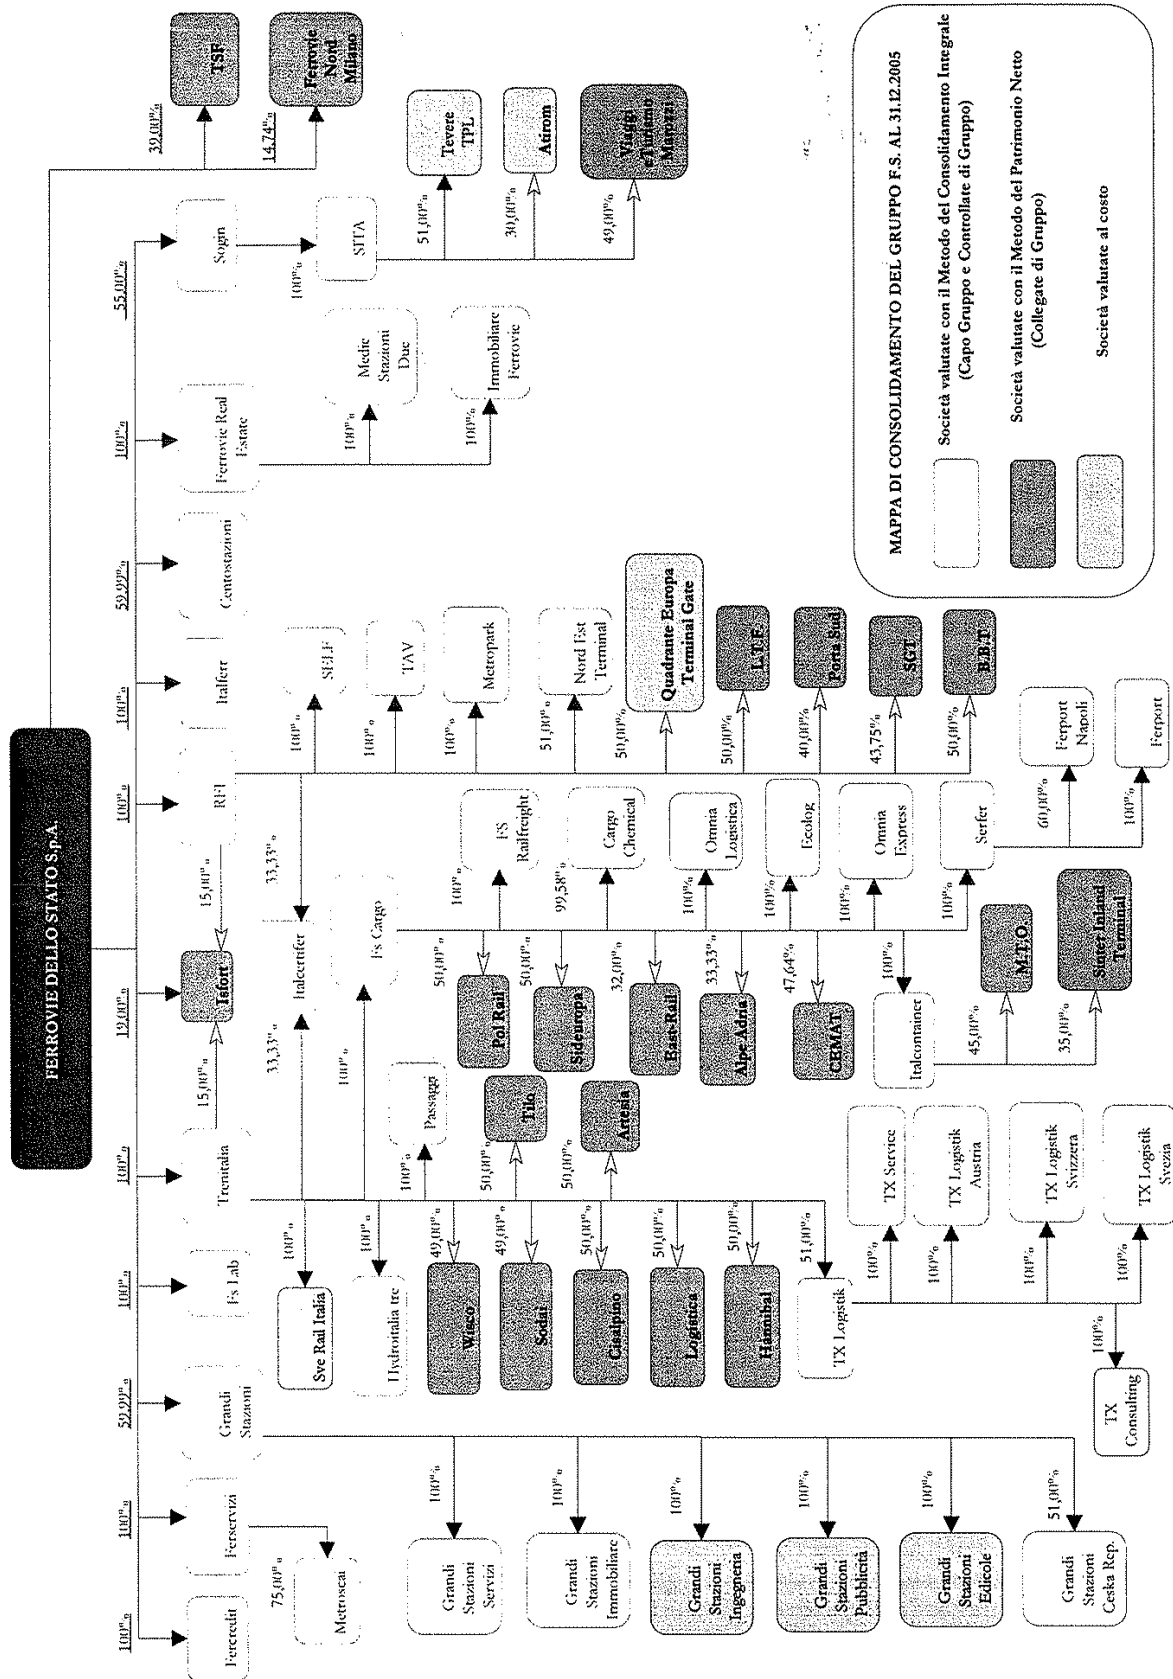 FERROVIE DELLO STATO S.p.A.
100%
Fercredit
100%
Ferservizi
75,00%
Metroscai
59,99%
Grandi
Stazioni
100%
Grandi
Stazioni
Servizi
100%
Grandi
Stazioni
Immobiliare
100%
Grandi
Stazioni
Ingegneria
100%
Grandi
Stazioni
Pubblicità
100%
Grandi
Stazioni
Edicole
51,00%
Grandi
Stazioni
Ceska Rep.
100%
Fs Lab
100%
Trenitalia
15,00%
100%
Sve Rail Italia
33,33%
100%
100%
Hydroitalia tre
100%
Passaggi
49,00%
Wisco
50,00%
Tilo
49,00%
Sodai
50,00%
Artesia
50,00%
Cisalpino
50,00%
Logistica
50,00%
Hannibal
51,00%
TX Logistik
100%
TX Service
100%
TX Logistik
Austria
100%
TX Logistik
Svizzera
100%
TX Logistik
Svezia
100%
TX
Consulting
19,00%
Isfort
15,00%
Italcertifer
33,33%
Fs Cargo
50,00%
Pol Rail
100%
FS
Railfreight
50,00%
Sideuropa
99,58%
Cargo
Chemical
32,00%
East-Rail
100%
Omnia
Logistica
33,33%
Alpe Adria
100%
Ecolog
47,64%
CEMAT
100%
Omnia
Express
100%
Italcontainer
45,00%
M.T.O.
35,00%
Sinter Inland
Terminal
100%
Serfer
60,00%
Ferport
Napoli
100%
Ferport
100%
RFI
100%
SELF
100%
TAV
100%
Metropark
51,00%
Nord Est
Terminal
50,00%
Quadrante Europa
Terminal Gate
50,00%
L.T.F.
40,00%
Porta Sud
43,75%
SGT
50,00%
B.B.T
100%
Italferr
59,99%
Centostazioni
100%
Ferrovie Real
Estate
100%
Medie
Stazioni
Due
100%
Immobiliare
Ferrovie
55,00%
Sogin
100%
SITA
51,00%
Tevere
TPL
30,00%
Atirom
49,00%
Viaggi
e Turismo
Marozzi
39,00%
TSF
14,74%
Ferrovie
Nord
Milano
MAPPA DI CONSOLIDAMENTO DEL GRUPPO F.S. AL 31.12.2005
Società valutate con il Metodo del Consolidamento Integrale
(Capo Gruppo e Controllate di Gruppo)
Società valutate con il Metodo del Patrimonio Netto
(Collegate di Gruppo)
Società valutate al costo